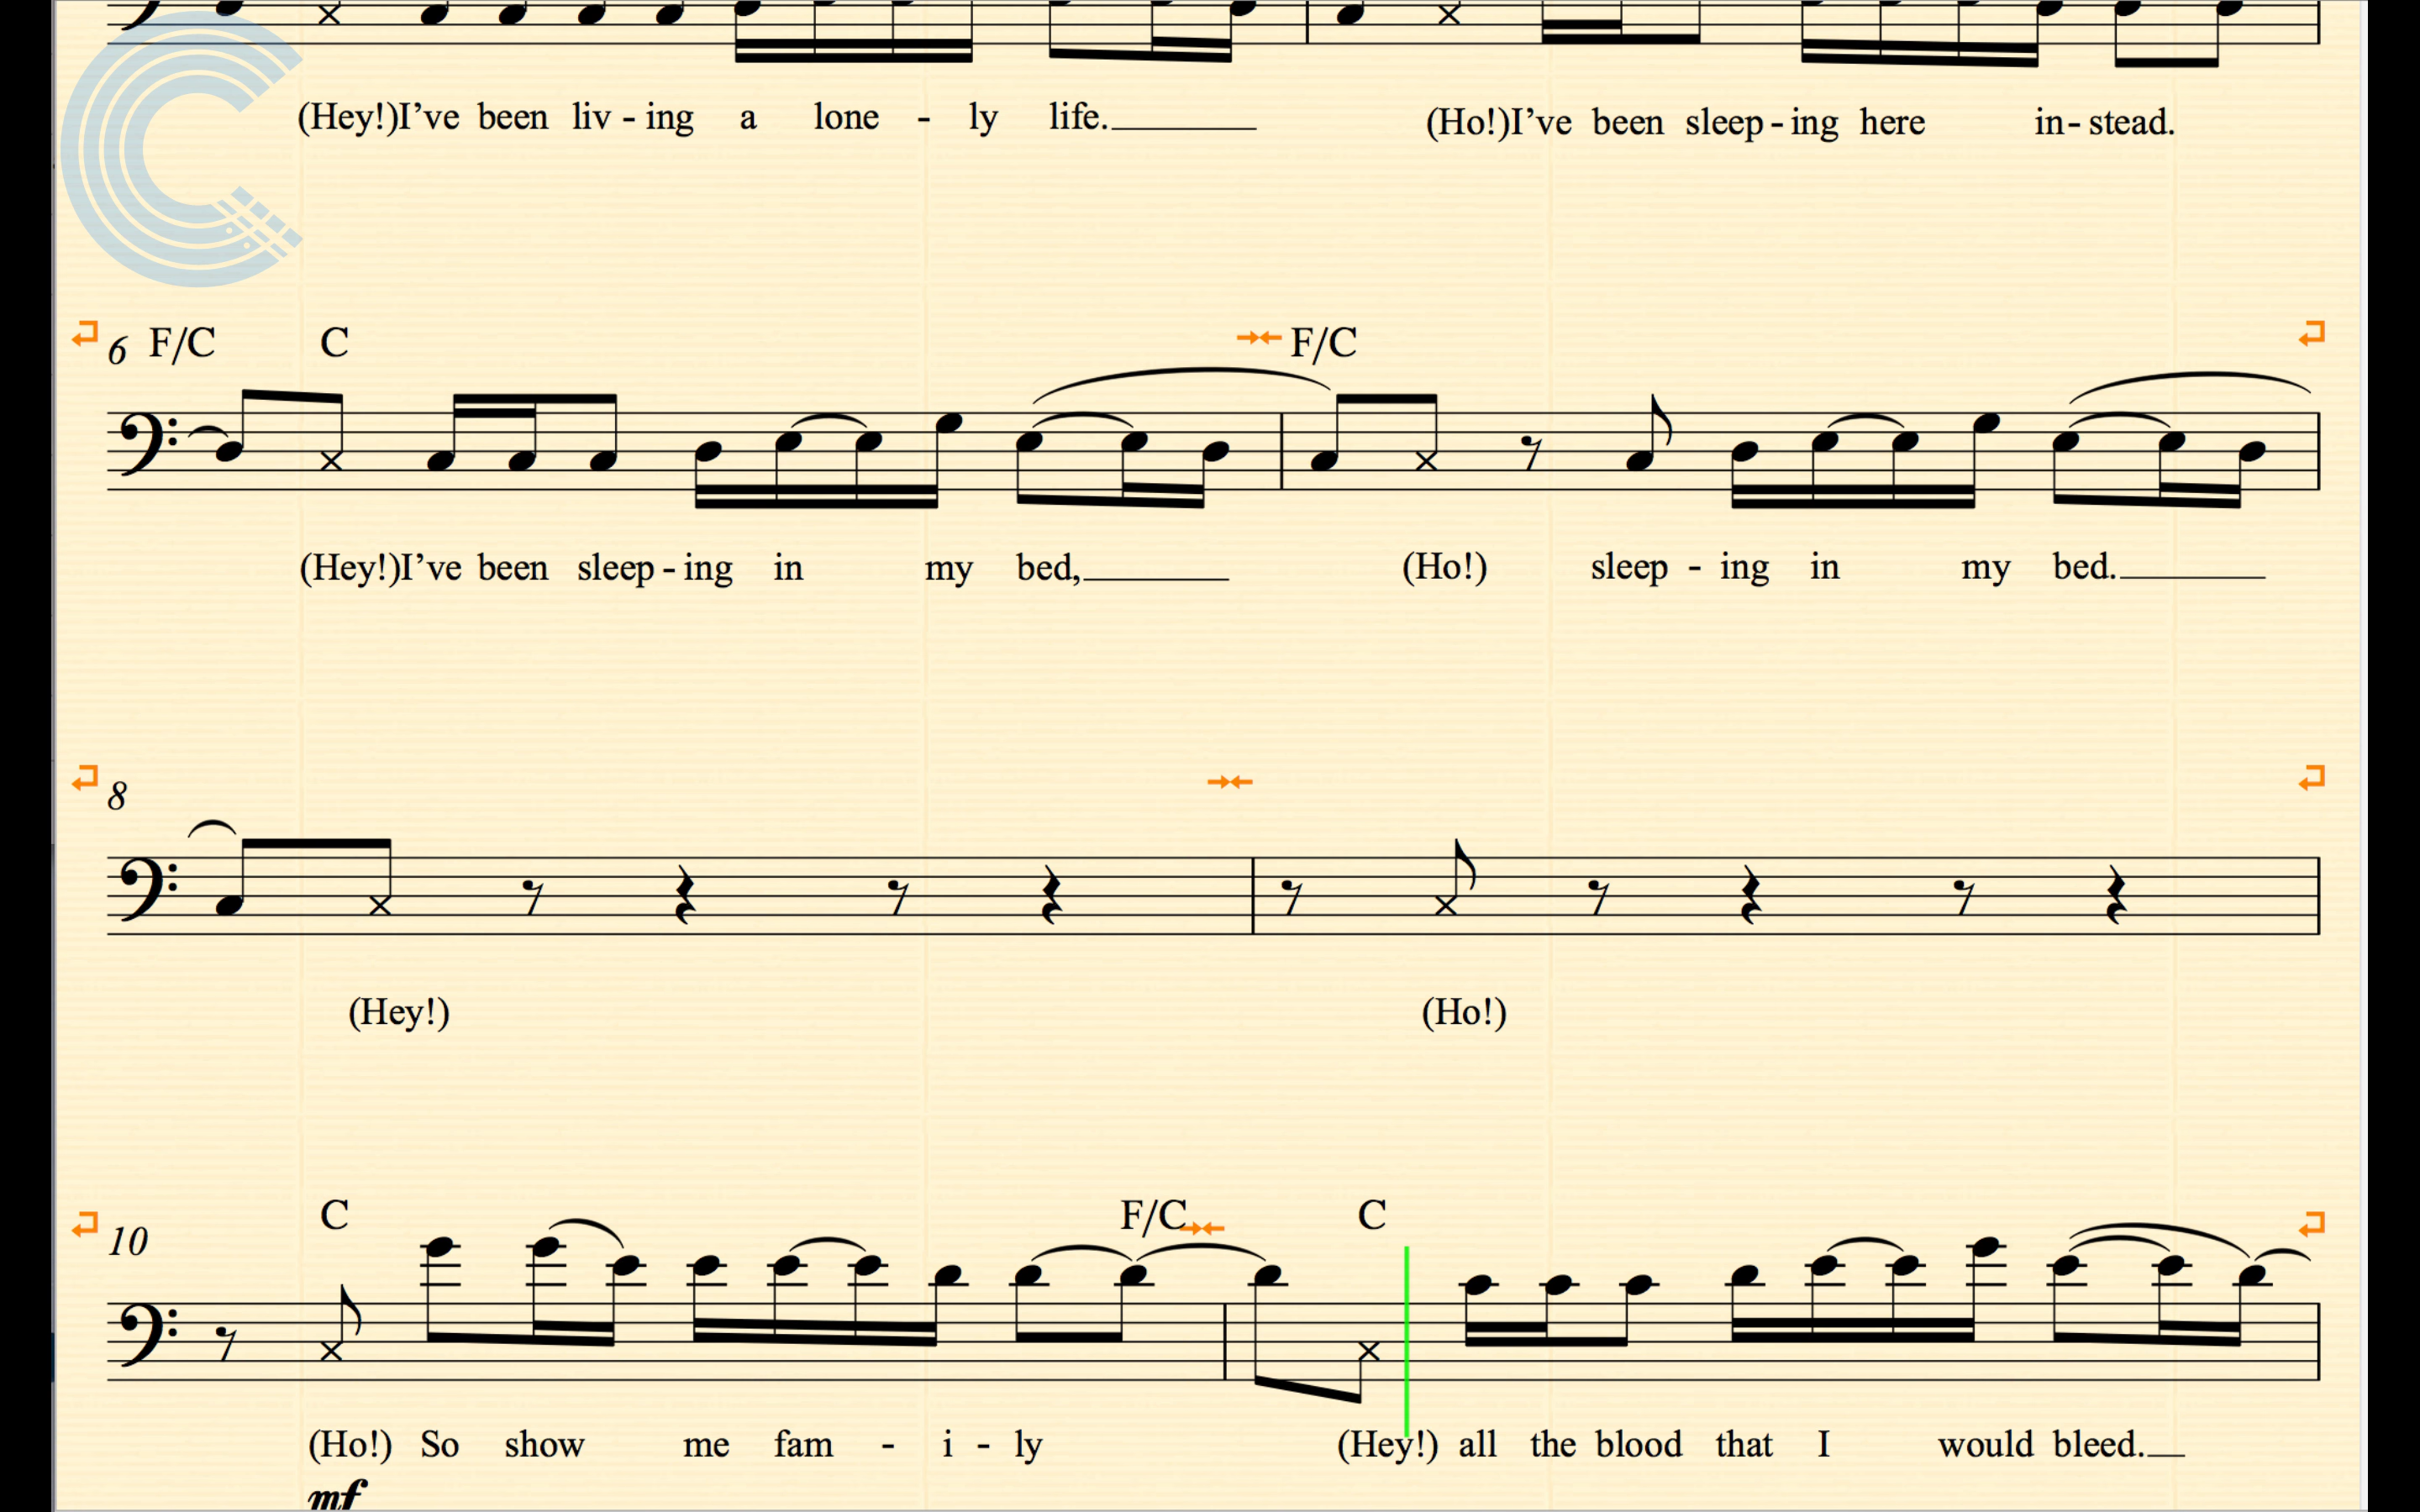 (Hey!)I've been liv - ing a lone - ly life. (Ho!)I've been sleep - ing here in - stead.
6 F/C C F/C
(Hey!)I've been sleep - ing in my bed, (Ho!) sleep - ing in my bed.
8
(Hey!) (Ho!)
10 C F/C C
(Ho!) So show me fam - i - ly (Hey!) all the blood that I would bleed.
mf